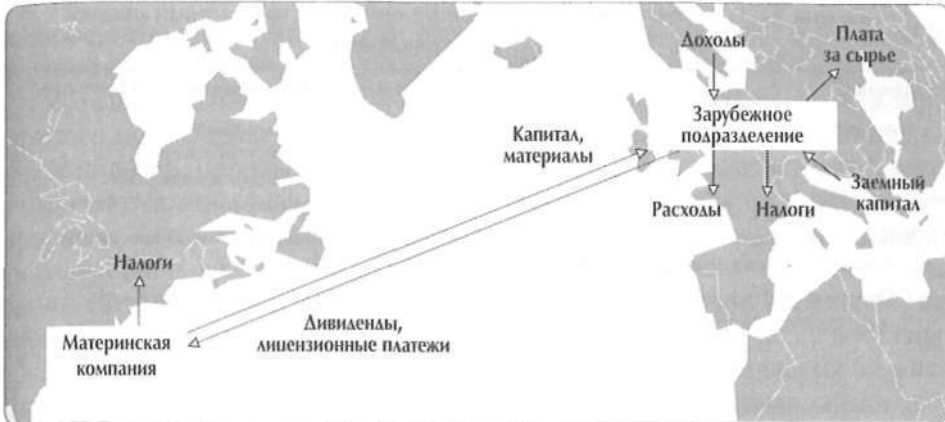 Доходы
Плата
за сырье
Зарубежное
подразделение
Капитал,
материалы
Заемный
капитал
Расходы
Налоги
Налоги
Дивиденды,
лицензионные платежи
Материнская
компания